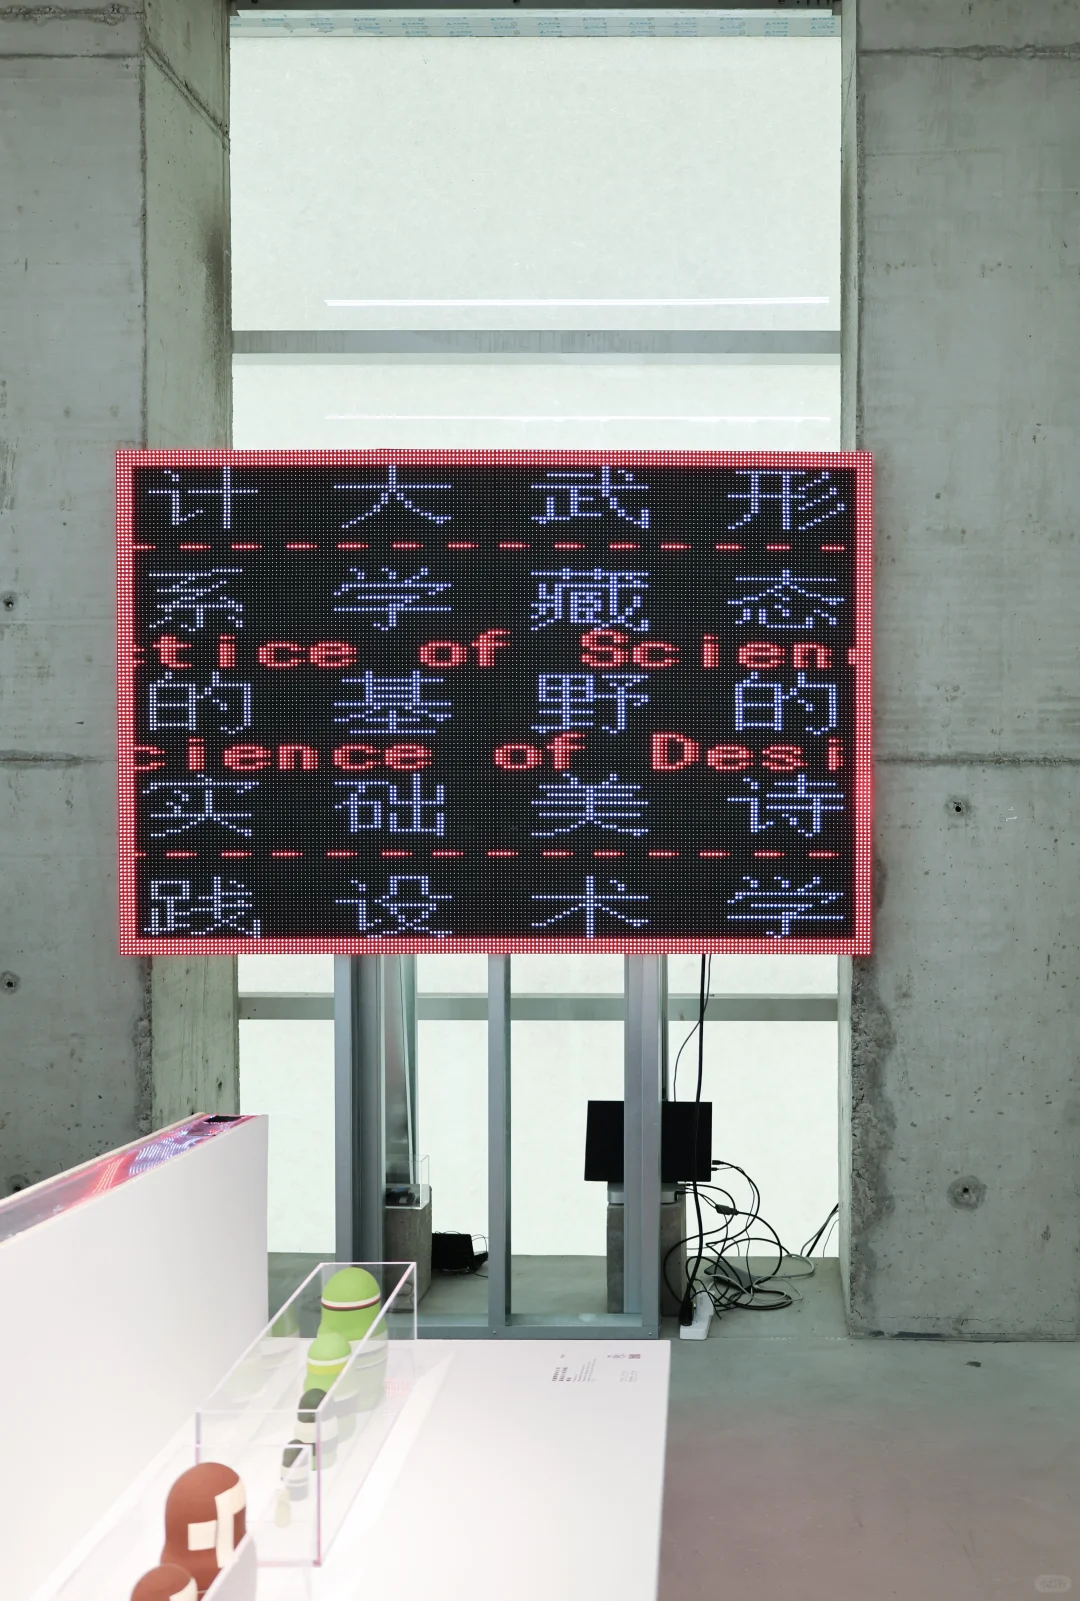 形态的诗学
武藏野美术
大学基础设
计系的实践
ctice of Scien
cience of Desi